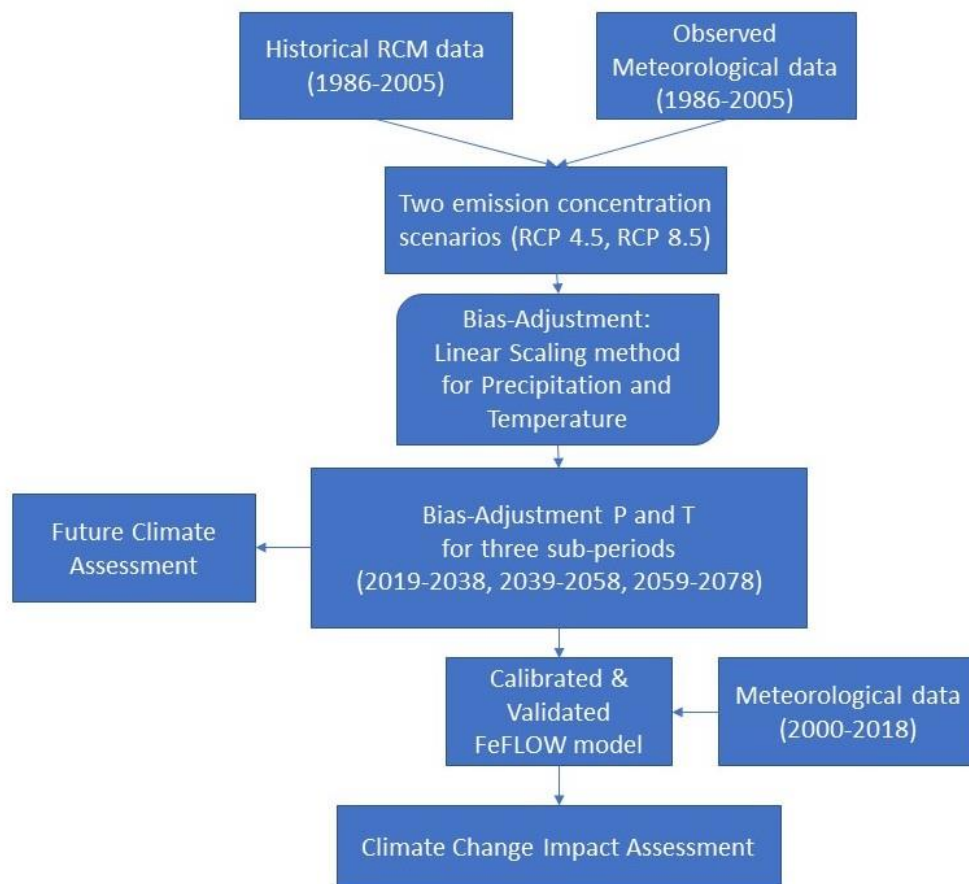 Historical RCM data
(1986-2005)
Observed
Meteorological data
(1986-2005)
Two emission concentration
scenarios (RCP 4.5, RCP 8.5)
Bias-Adjustment:
Linear Scaling method
for Precipitation and
Temperature
Future Climate
Assessment
Bias-Adjustment P and T
for three sub-periods
(2019-2038, 2039-2058, 2059-2078)
Calibrated &
Validated
FeFLOW model
Meteorological data
(2000-2018)
Climate Change Impact Assessment